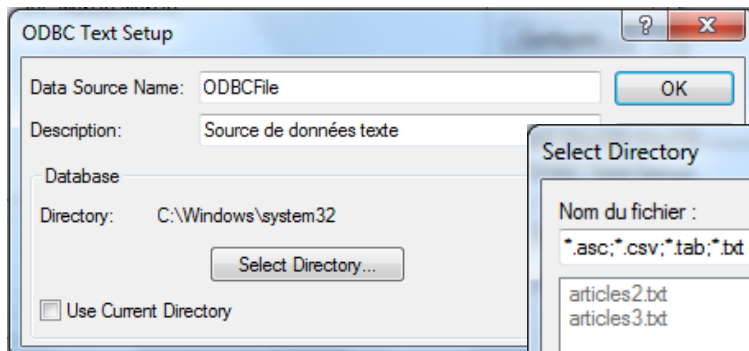 ODBC Text Setup
Data Source Name: ODBCFile
OK
Description: Source de données texte
Database
Directory: C:\Windows\system32
Select Directory...
Use Current Directory
Select Directory
Nom du fichier :
*.asc;*.csv;*.tab;*.txt
articles2.txt
articles3.txt